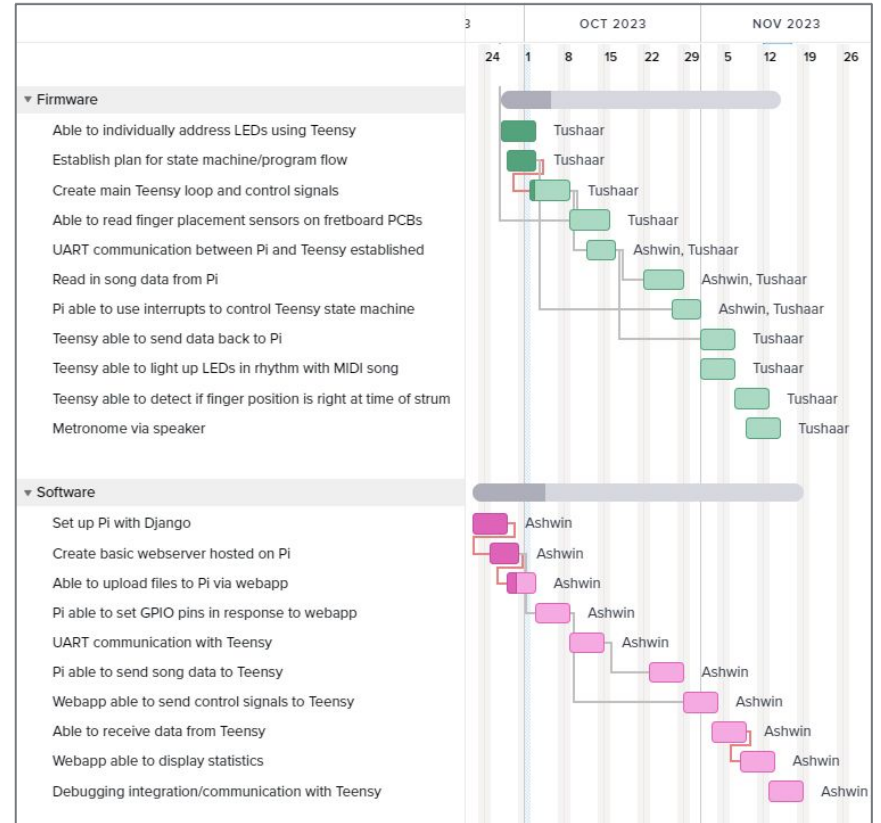 3 OCT 2023 NOV 2023
24 1 8 15 22 29 5 12 19 26
Firmware
Able to individually address LEDs using Teensy Tushaar
Establish plan for state machine/program flow Tushaar
Create main Teensy loop and control signals Tushaar
Able to read finger placement sensors on fretboard PCBs Tushaar
UART communication between Pi and Teensy established Ashwin, Tushaar
Read in song data from Pi Ashwin, Tushaar
Pi able to use interrupts to control Teensy state machine Ashwin, Tushaar
Teensy able to send data back to Pi Tushaar
Teensy able to light up LEDs in rhythm with MIDI song Tushaar
Teensy able to detect if finger position is right at time of strum Tushaar
Metronome via speaker Tushaar
Software
Set up Pi with Django Ashwin
Create basic webserver hosted on Pi Ashwin
Able to upload files to Pi via webapp Ashwin
Pi able to set GPIO pins in response to webapp Ashwin
UART communication with Teensy Ashwin
Pi able to send song data to Teensy Ashwin
Webapp able to send control signals to Teensy Ashwin
Able to receive data from Teensy Ashwin
Webapp able to display statistics Ashwin
Debugging integration/communication with Teensy Ashwin